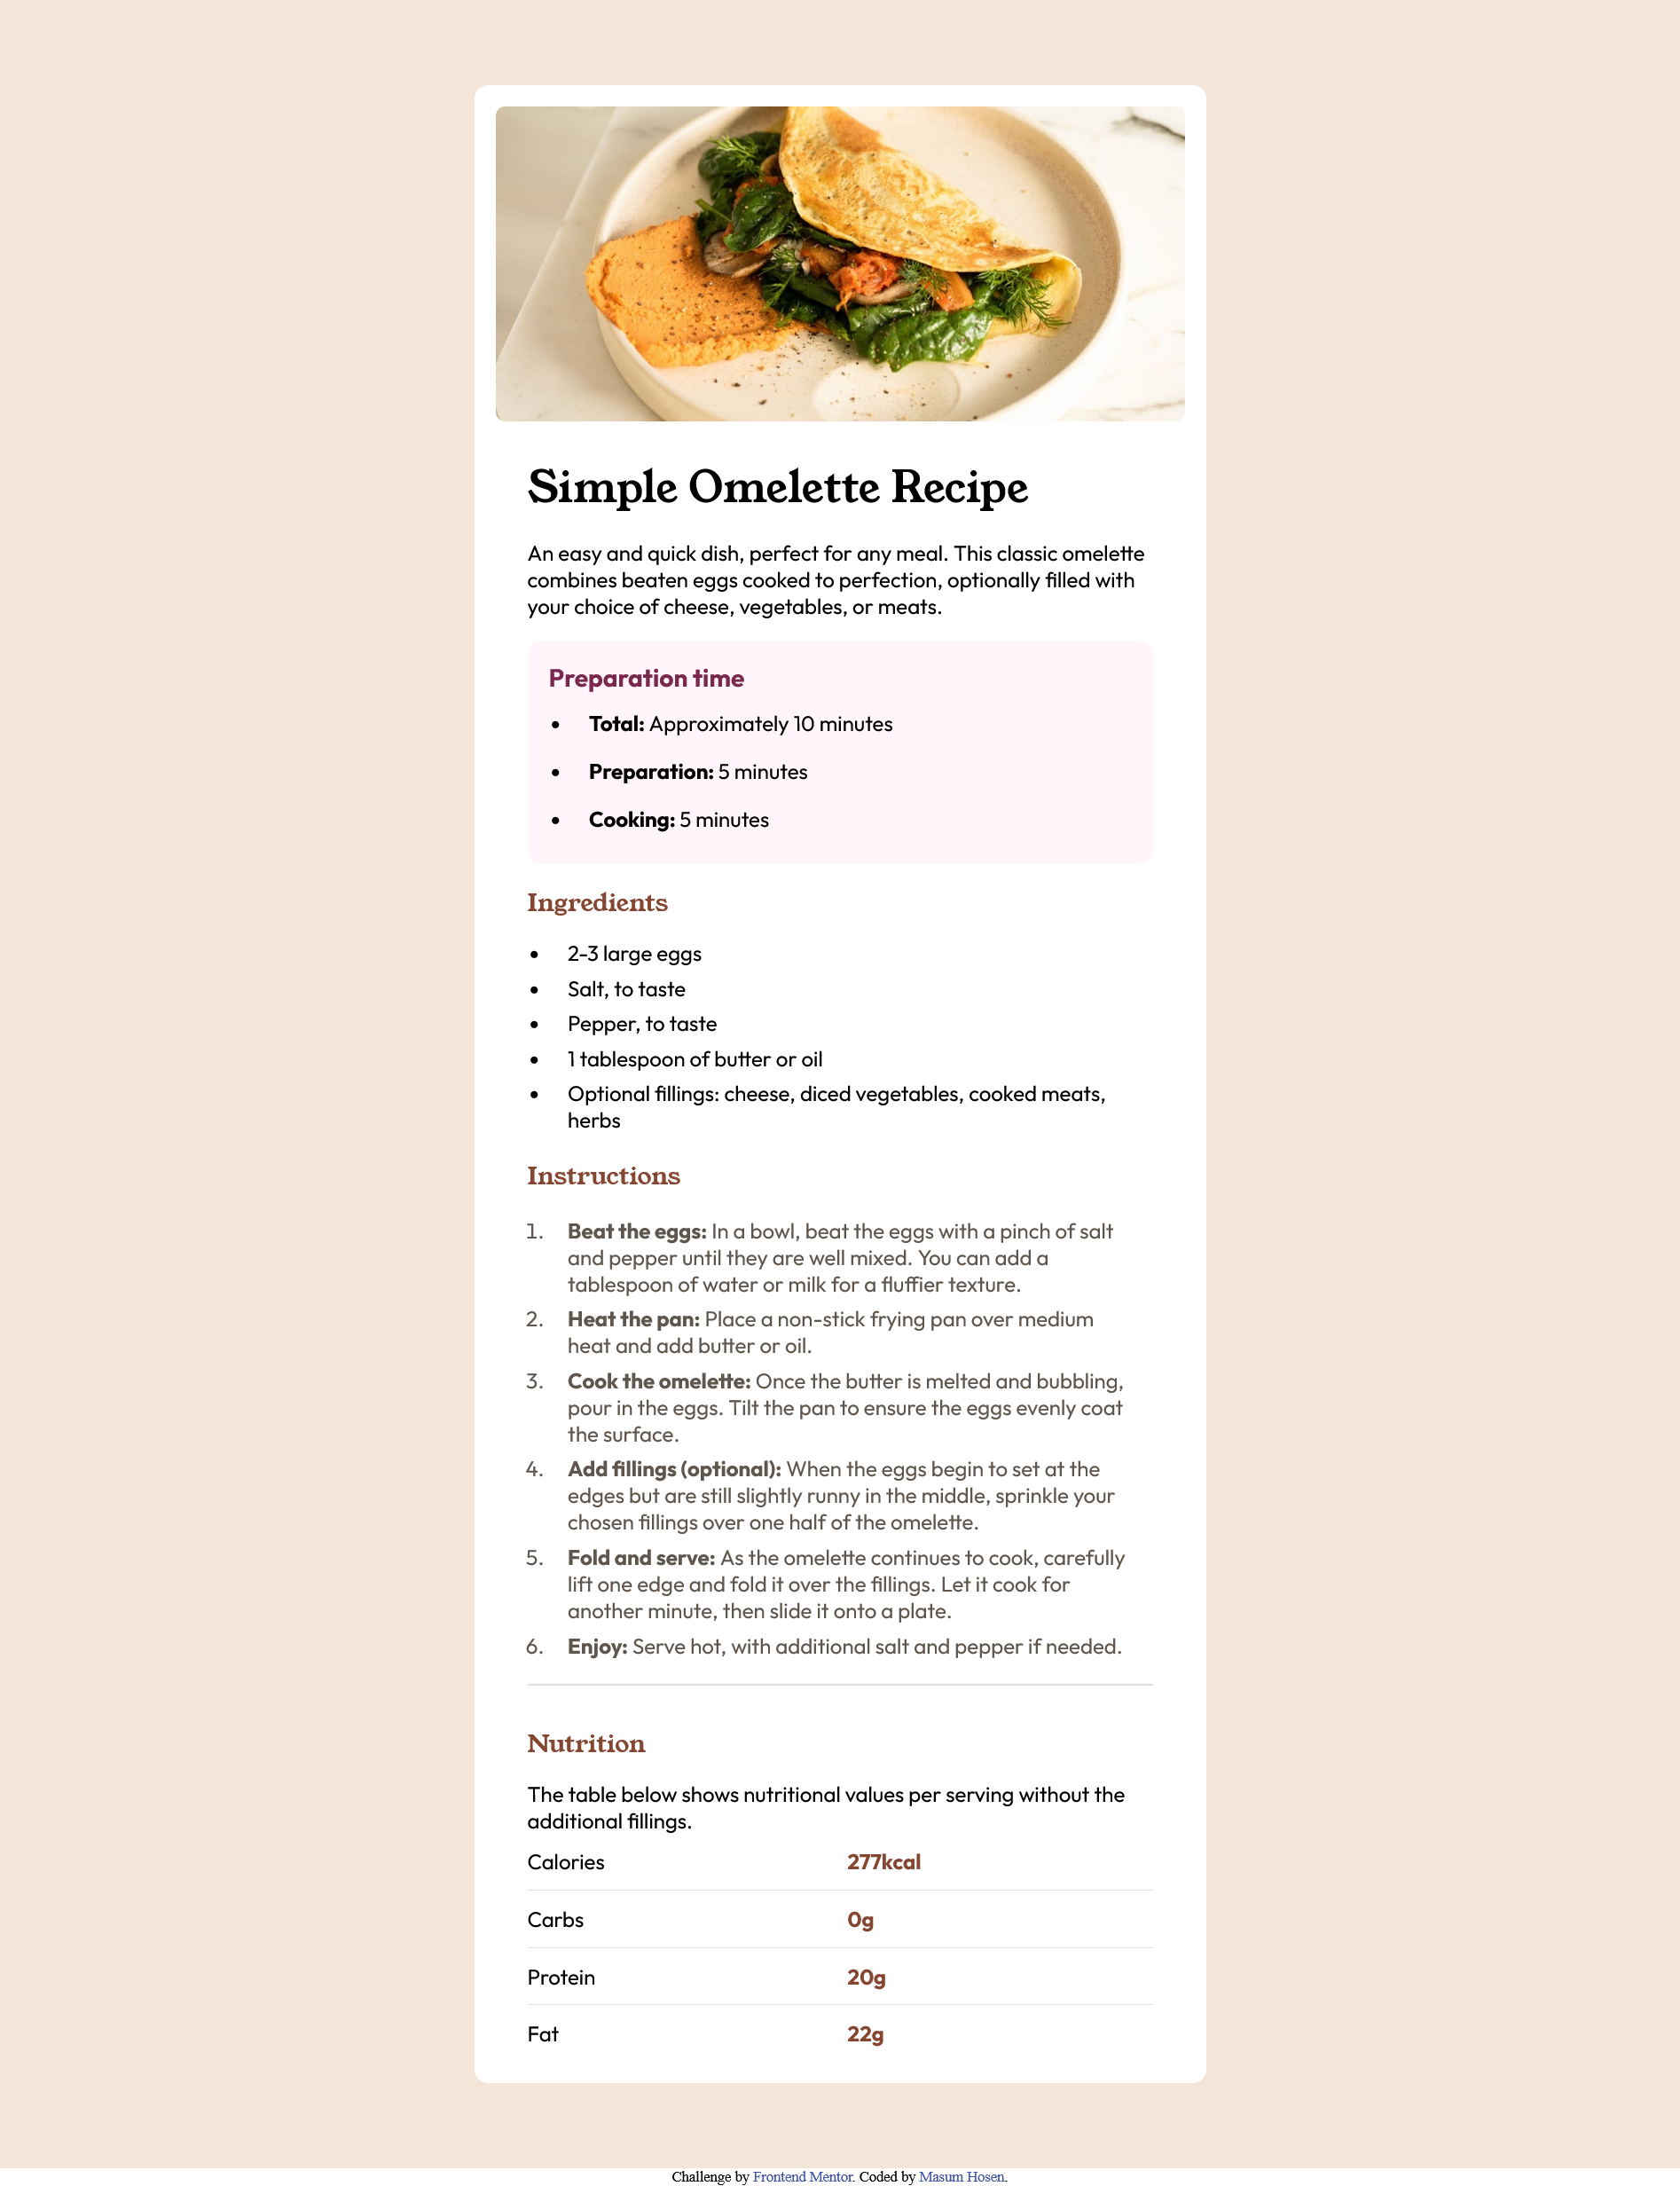 Simple Omelette Recipe
An easy and quick dish, perfect for any meal. This classic omelette
combines beaten eggs cooked to perfection, optionally filled with
your choice of cheese, vegetables, or meats.
Preparation time
• Total: Approximately 10 minutes
• Preparation: 5 minutes
• Cooking: 5 minutes
Ingredients
• 2-3 large eggs
• Salt, to taste
• Pepper, to taste
• 1 tablespoon of butter or oil
• Optional fillings: cheese, diced vegetables, cooked meats,
herbs
Instructions
1. Beat the eggs: In a bowl, beat the eggs with a pinch of salt
and pepper until they are well mixed. You can add a
tablespoon of water or milk for a fluffier texture.
2. Heat the pan: Place a non-stick frying pan over medium
heat and add butter or oil.
3. Cook the omelette: Once the butter is melted and bubbling,
pour in the eggs. Tilt the pan to ensure the eggs evenly coat
the surface.
4. Add fillings (optional): When the eggs begin to set at the
edges but are still slightly runny in the middle, sprinkle your
chosen fillings over one half of the omelette.
5. Fold and serve: As the omelette continues to cook, carefully
lift one edge and fold it over the fillings. Let it cook for
another minute, then slide it onto a plate.
6. Enjoy: Serve hot, with additional salt and pepper if needed.
Nutrition
The table below shows nutritional values per serving without the
additional fillings.
Calories 277kcal
Carbs 0g
Protein 20g
Fat 22g
Challenge by Frontend Mentor. Coded by Masum Hosen.